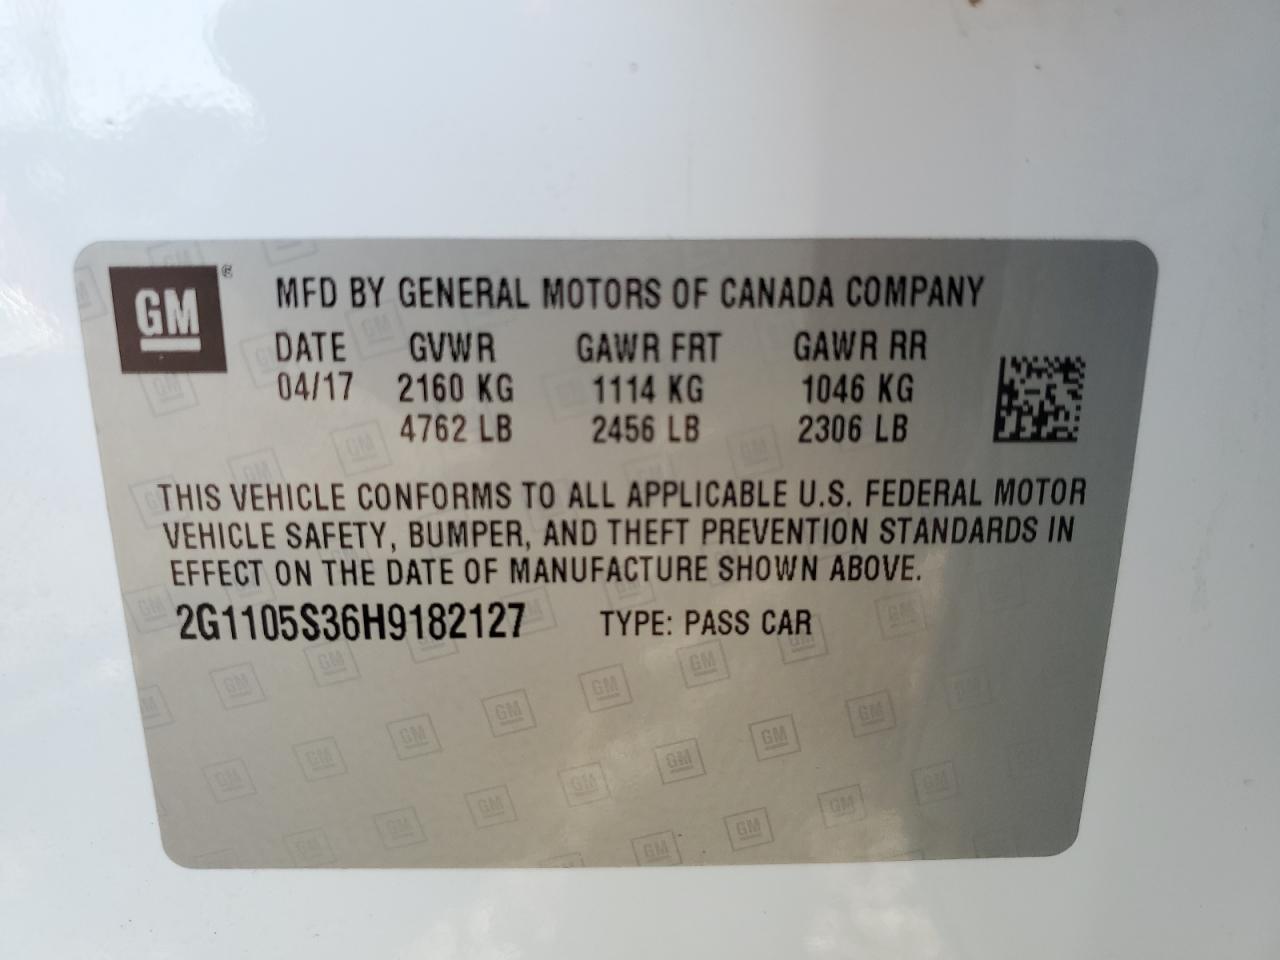 GM ®
MFD BY GENERAL MOTORS OF CANADA COMPANY
DATE GVWR GAWR FRT GAWR RR
04/17 2160 KG 1114 KG 1046 KG
4762 LB 2456 LB 2306 LB
THIS VEHICLE CONFORMS TO ALL APPLICABLE U.S. FEDERAL MOTOR
VEHICLE SAFETY, BUMPER, AND THEFT PREVENTION STANDARDS IN
EFFECT ON THE DATE OF MANUFACTURE SHOWN ABOVE.
2G1105S36H9182127 TYPE: PASS CAR